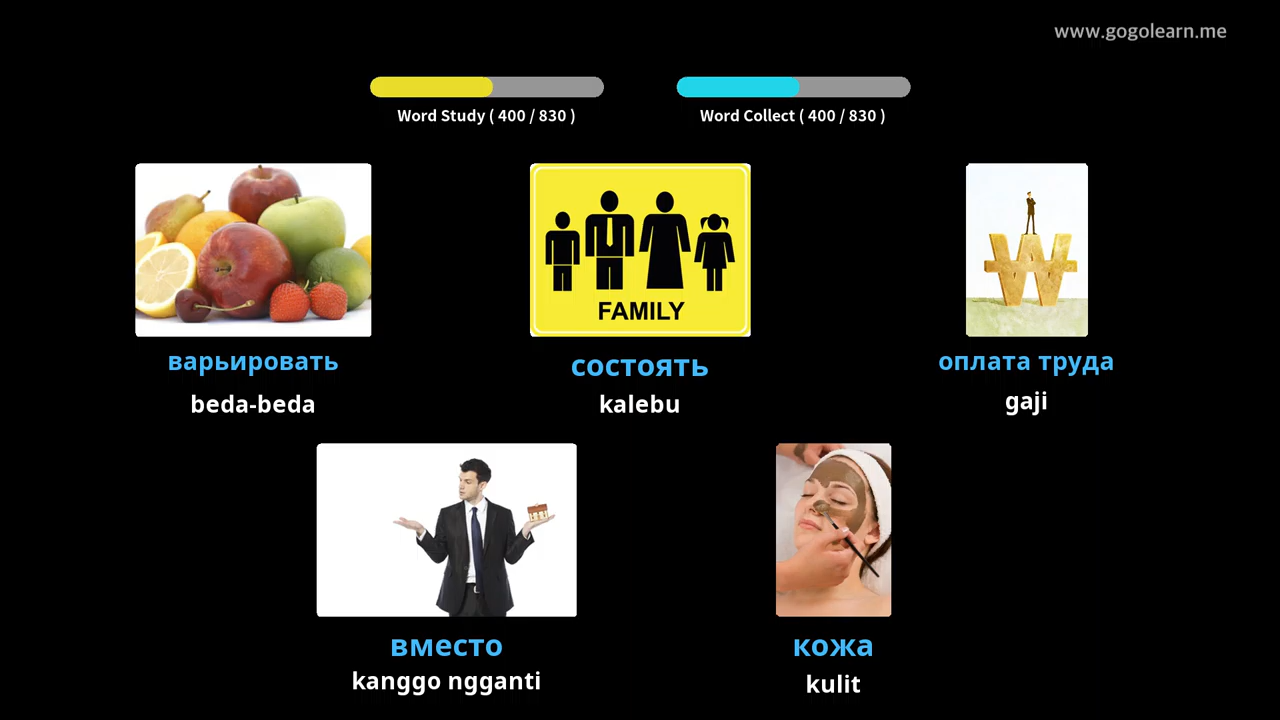 www.gogolearn.me
Word Study ( 400 / 830 )
Word Collect ( 400 / 830 )
FAMILY
варьировать
beda-beda
состоять
kalebu
оплата труда
gaji
вместо
kanggo ngganti
кожа
kulit